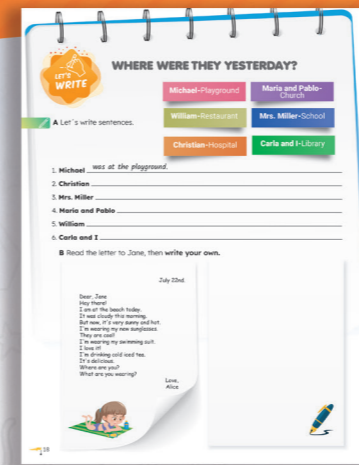 LET'S
WRITE
WHERE WERE THEY YESTERDAY?
Michael-Playground
Maria and Pablo-
Church
William-Restaurant
Mrs. Miller-School
Christian-Hospital
Carla and I-Library
A Let´s write sentences.
1. Michael was at the playground.
2. Christian
3. Mrs. Miller
4. Maria and Pablo
5. William
6. Carla and I
B Read the letter to Jane, then write your own.
July 22nd.
Dear, Jane
Hey there!
I am at the beach today.
It was cloudy this morning.
But now, it's very sunny and hot.
I'm wearing my new sunglasses.
They are cool!
I'm wearing my swimming suit.
I love it!
I'm drinking cold iced tea.
It's delicious.
Where are you?
What are you wearing?
Love,
Alice
18